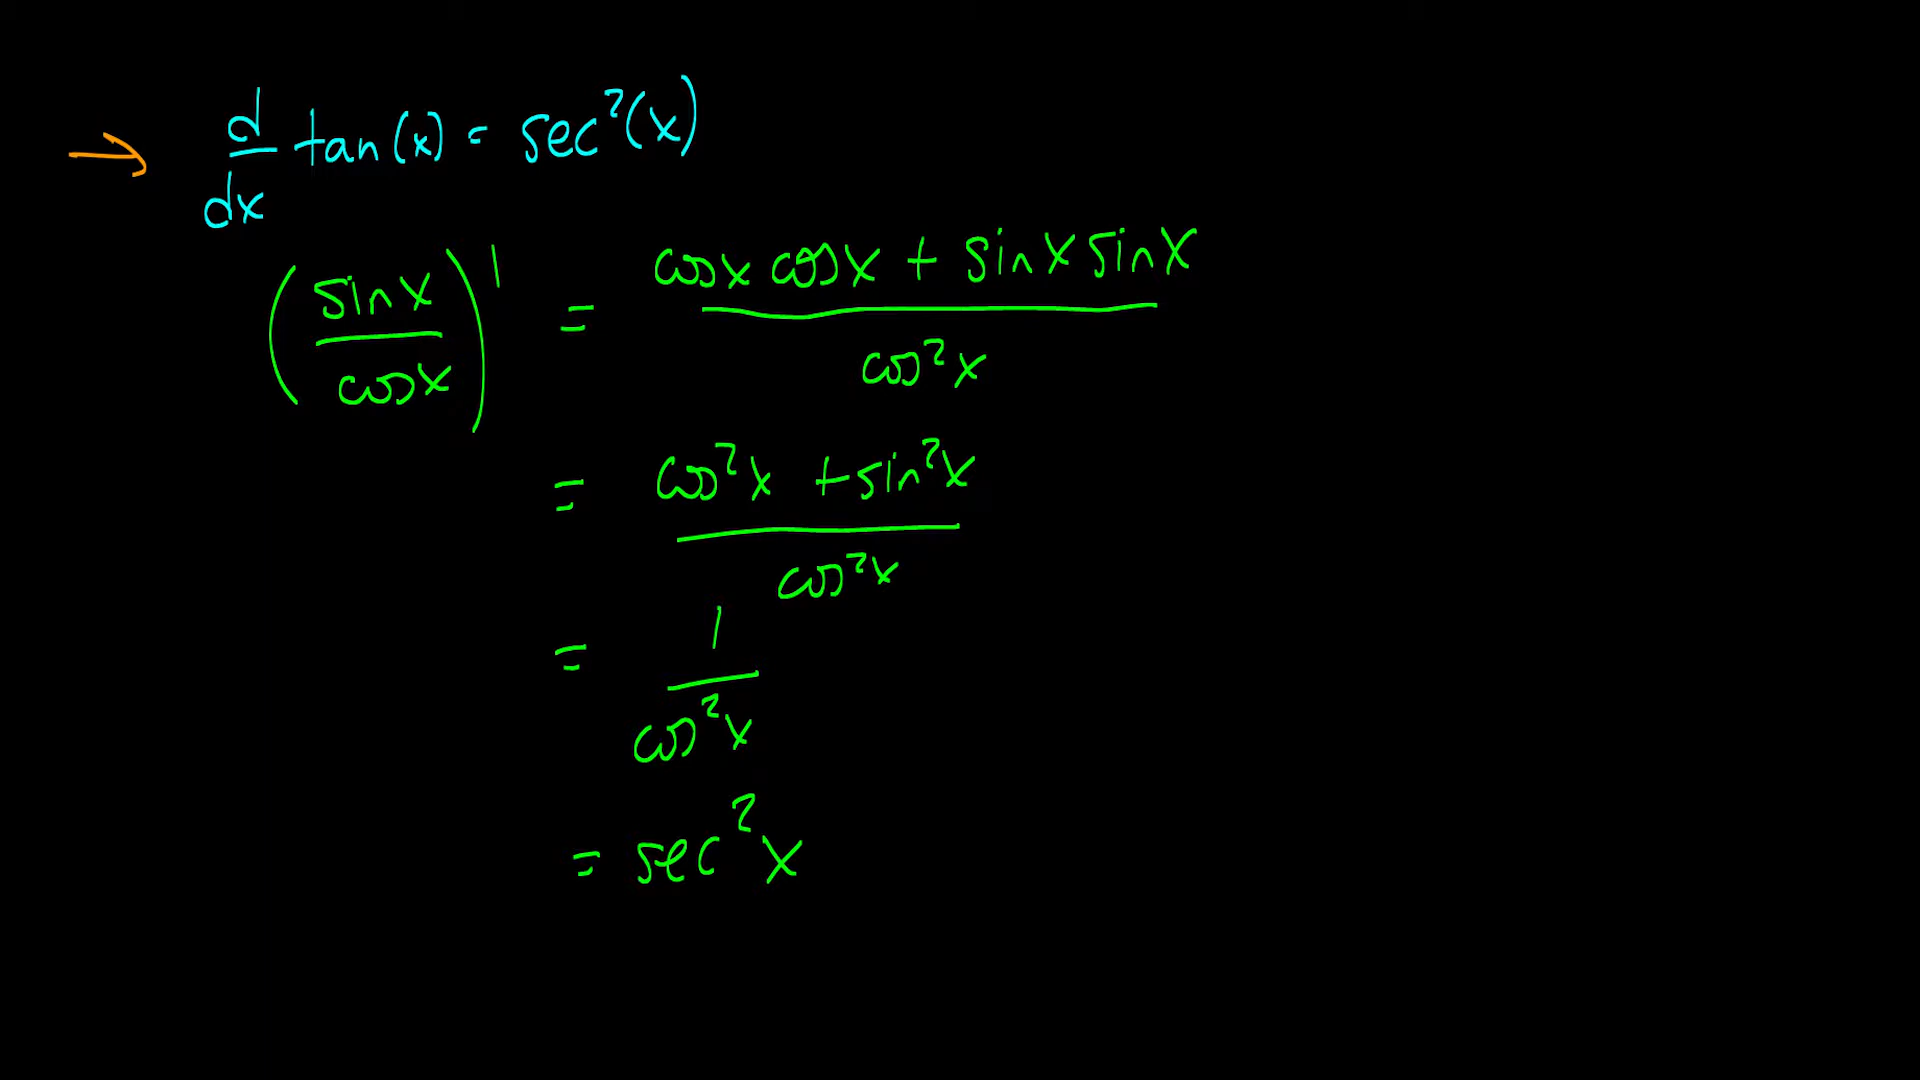 → d/dx tan(x) = sec²(x)
(sinx/cosx)' = (cosx cosx + sinx sinx)/cos²x
= (cos²x + sin²x)/cos²x
= 1/cos²x
= sec²x